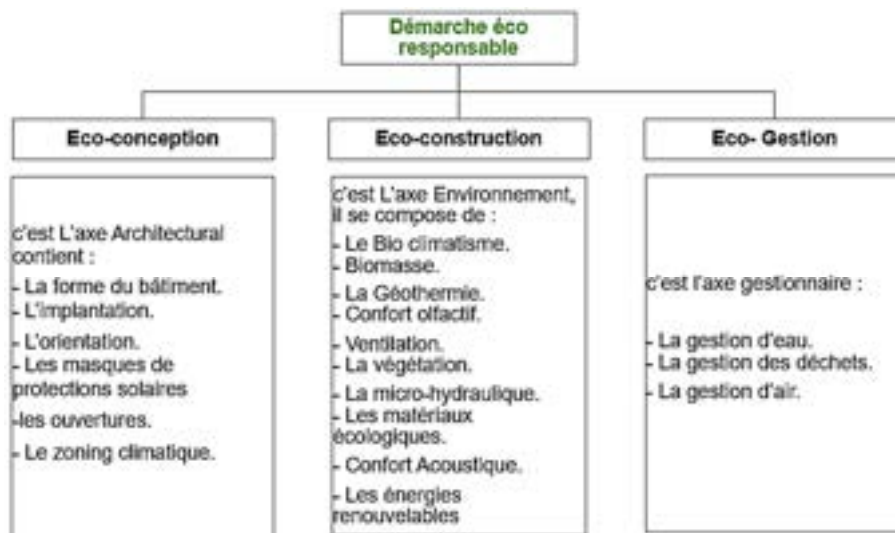 Démarche éco
responsable
Eco-conception
c'est L'axe Architectural
contient :
- La forme du bâtiment.
- L'implantation.
- L'orientation.
- Les masques de
protections solaires
-les ouvertures.
- Le zoning climatique.
Eco-construction
c'est L'axe Environnement,
il se compose de :
- Le Bio climatisme.
- Biomasse.
- La Géothermie.
- Confort olfactif.
- Ventilation.
- La végétation.
- La micro-hydraulique.
- Les matériaux
écologiques.
- Confort Acoustique.
- Les énergies
renouvelables
Eco- Gestion
c'est l'axe gestionnaire :
- La gestion d'eau.
- La gestion des déchets.
- La gestion d'air.